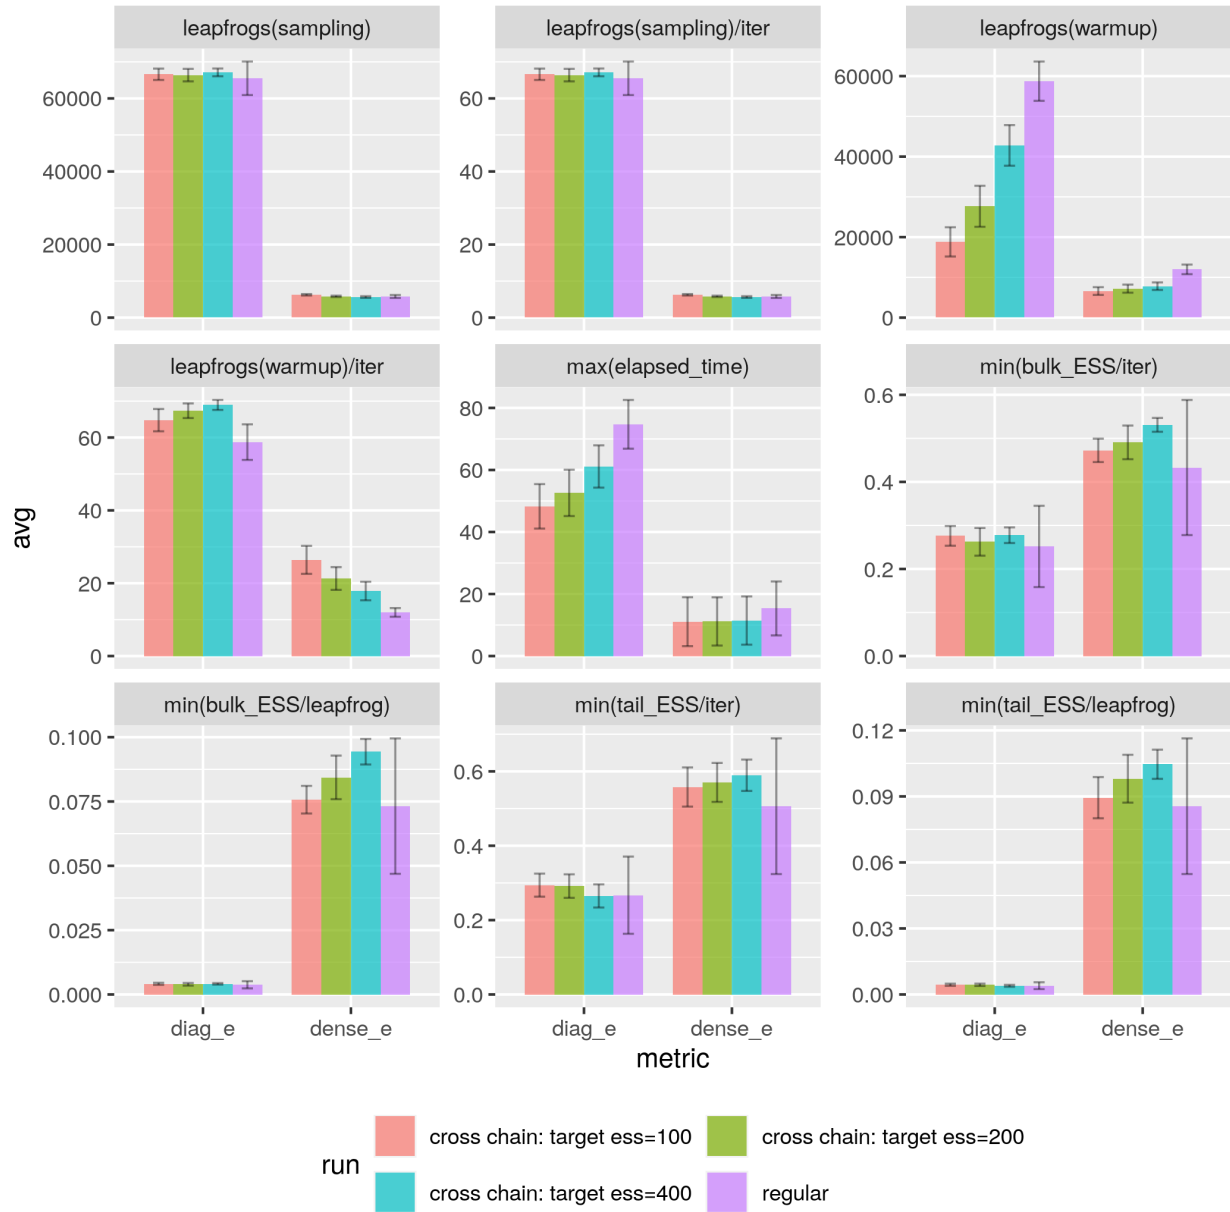 leapfrogs(sampling)
leapfrogs(sampling)/iter
leapfrogs(warmup)
60000
40000
20000
0
60
40
20
0
60000
40000
20000
0
leapfrogs(warmup)/iter
max(elapsed_time)
min(bulk_ESS/iter)
60
40
20
0
80
60
40
20
0
0.6
0.4
0.2
0.0
avg
min(bulk_ESS/leapfrog)
min(tail_ESS/iter)
min(tail_ESS/leapfrog)
0.100
0.075
0.050
0.025
0.000
0.6
0.4
0.2
0.0
0.12
0.09
0.06
0.03
0.00
diag_e dense_e
diag_e dense_e
diag_e dense_e
metric
run
cross chain: target ess=100
cross chain: target ess=200
cross chain: target ess=400
regular